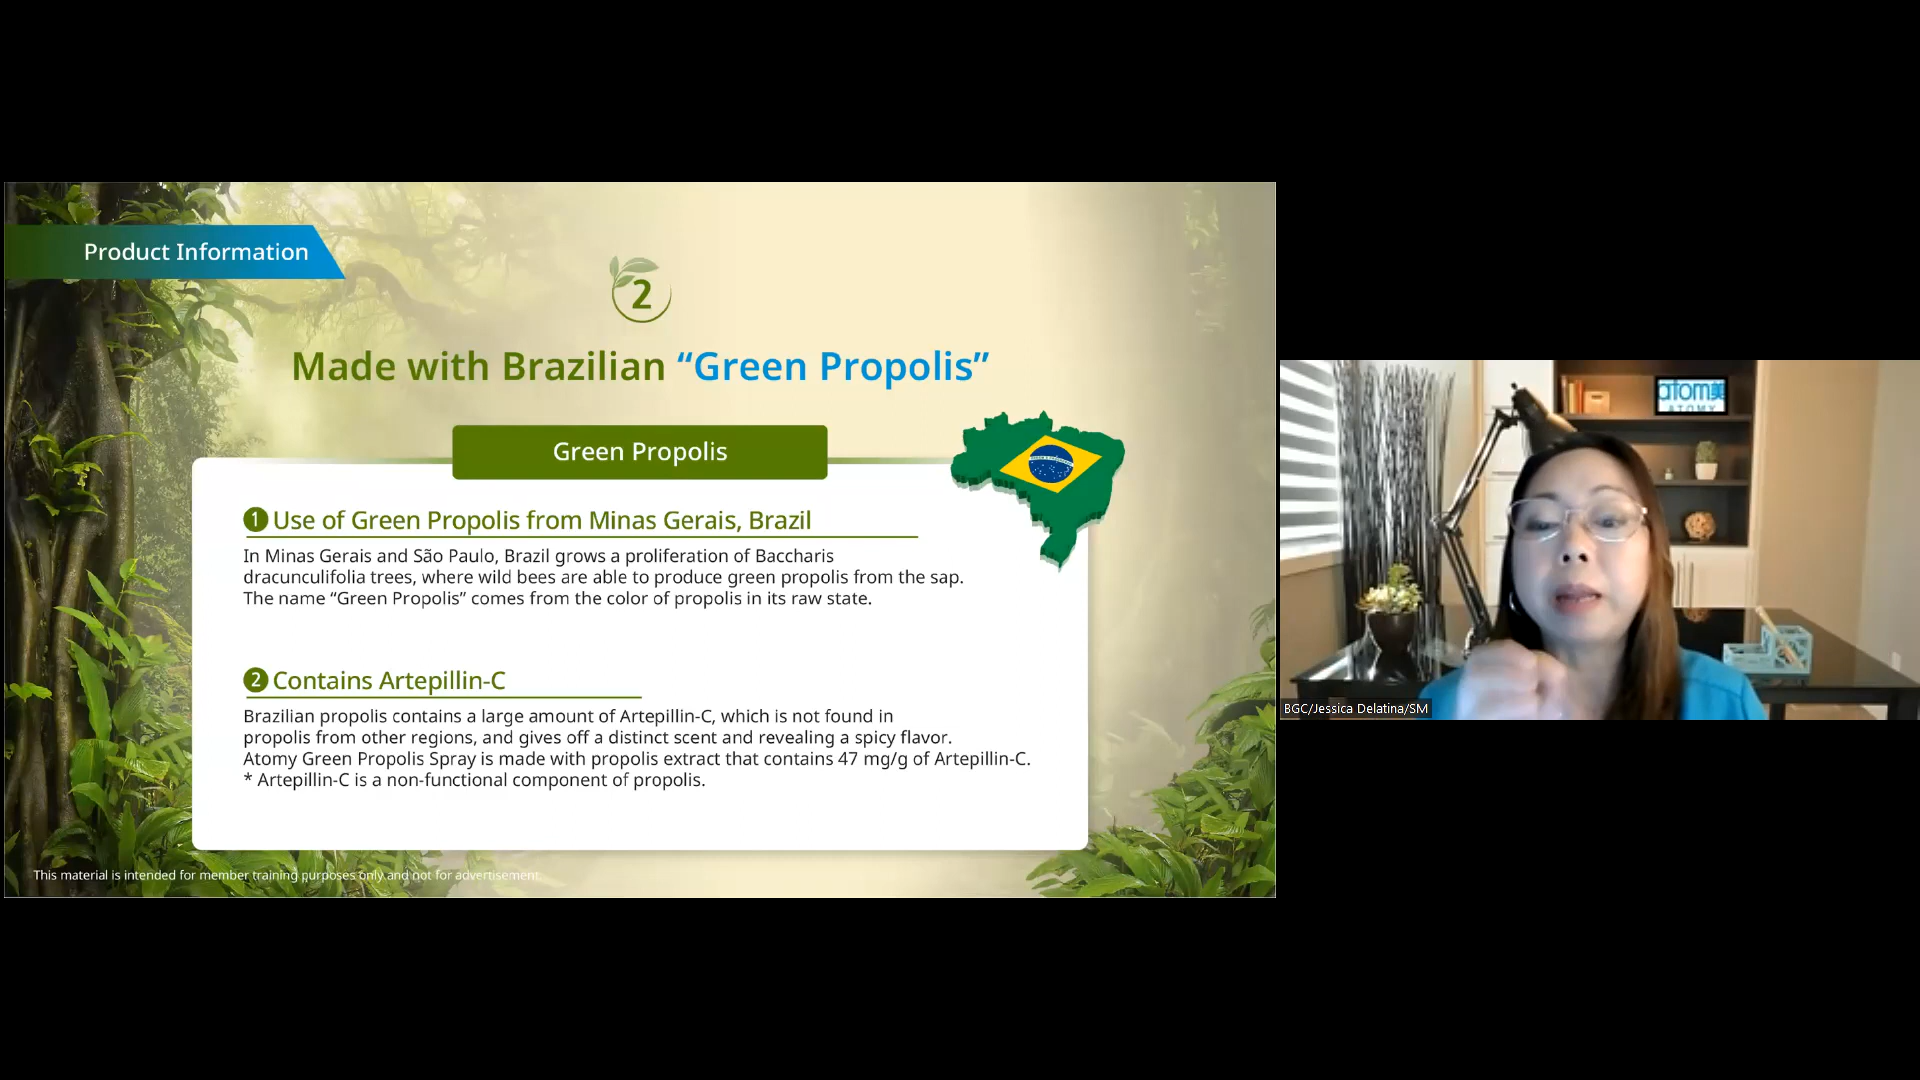 Product Information
2
Made with Brazilian “Green Propolis”
Green Propolis
1 Use of Green Propolis from Minas Gerais, Brazil
In Minas Gerais and São Paulo, Brazil grows a proliferation of Baccharis
dracunculifolia trees, where wild bees are able to produce green propolis from the sap.
The name “Green Propolis” comes from the color of propolis in its raw state.
2 Contains Artepillin-C
Brazilian propolis contains a large amount of Artepillin-C, which is not found in
propolis from other regions, and gives off a distinct scent and revealing a spicy flavor.
Atomy Green Propolis Spray is made with propolis extract that contains 47 mg/g of Artepillin-C.
* Artepillin-C is a non-functional component of propolis.
This material is intended for member training purposes only and not for advertisement.
atom美
ATOMY
BGC/Jessica Delatina/SM